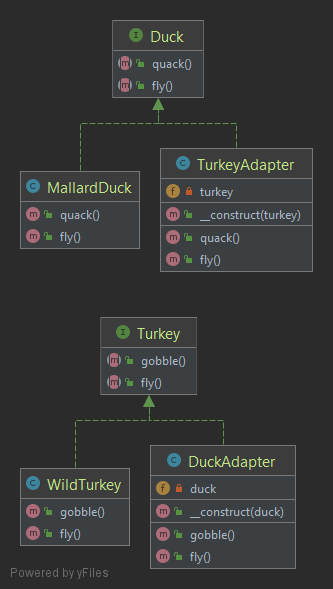 Duck
quack()
fly()
MallardDuck
quack()
fly()
TurkeyAdapter
turkey
__construct(turkey)
quack()
fly()
Turkey
gobble()
fly()
WildTurkey
gobble()
fly()
DuckAdapter
duck
__construct(duck)
gobble()
fly()
Powered by yFiles